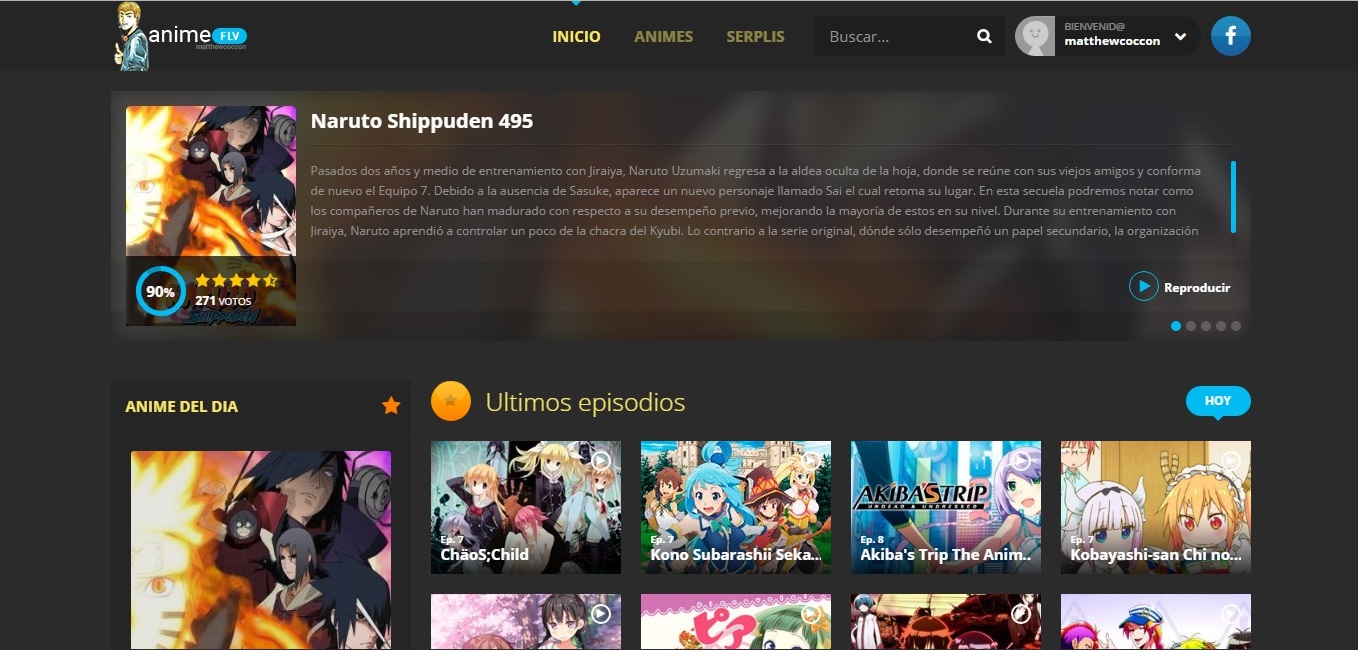 anime FLV
matthewcoccon
INICIO ANIMES SERPLIS
Buscar...
BIENVENID@
matthewcoccon
f
Naruto Shippuden 495
Pasados dos años y medio de entrenamiento con Jiraiya, Naruto Uzumaki regresa a la aldea oculta de la hoja, donde se reúne con sus viejos amigos y conforma
de nuevo el Equipo 7. Debido a la ausencia de Sasuke, aparece un nuevo personaje llamado Sai el cual retoma su lugar. En esta secuela podremos notar como
los compañeros de Naruto han madurado con respecto a su desempeño previo, mejorando la mayoría de estos en su nivel. Durante su entrenamiento con
Jiraiya, Naruto aprendió a controlar un poco de la chacra del Kyubi. Lo contrario a la serie original, dónde sólo desempeñó un papel secundario, la organización
90%
271 VOTOS
SHIPPUDEN
Reproducir
ANIME DEL DIA
Ultimos episodios
HOY
Ep. 7
ChäoS;Child
Ep. 7
Kono Subarashii Seka...
AKIBA'S TRIP
UNDEAD & UNDRESSED
Ep. 8
Akiba's Trip The Anim..
Ep. 7
Kobayashi-san Chi no...
ピア